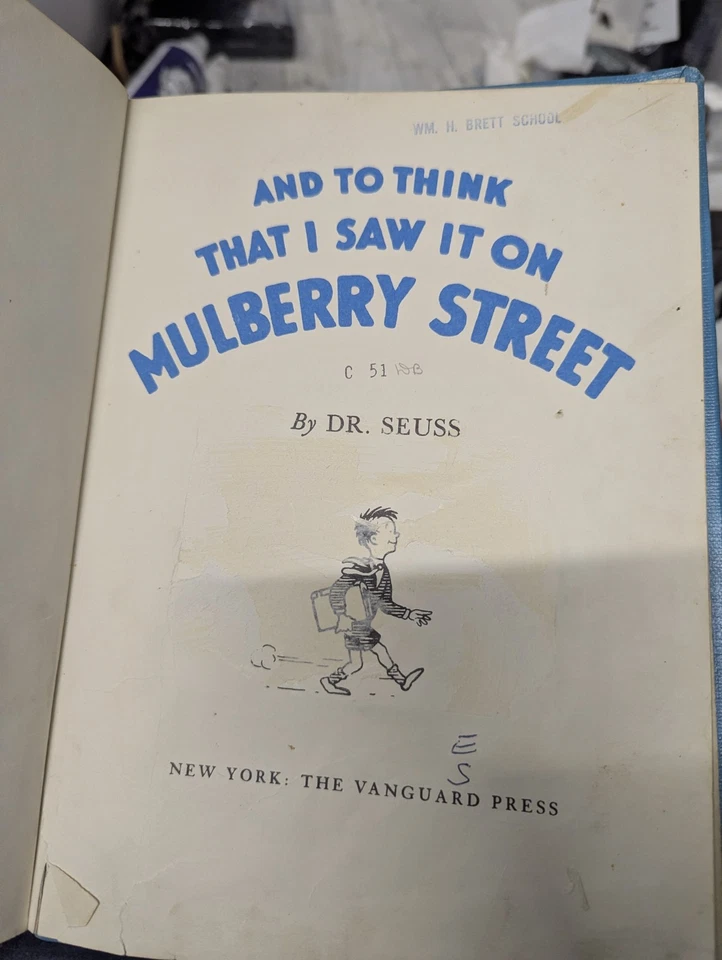 WM. H. BRETT SCHOOL
AND TO THINK
THAT I SAW IT ON
MULBERRY STREET
C 51
By DR. SEUSS
E
S
NEW YORK: THE VANGUARD PRESS